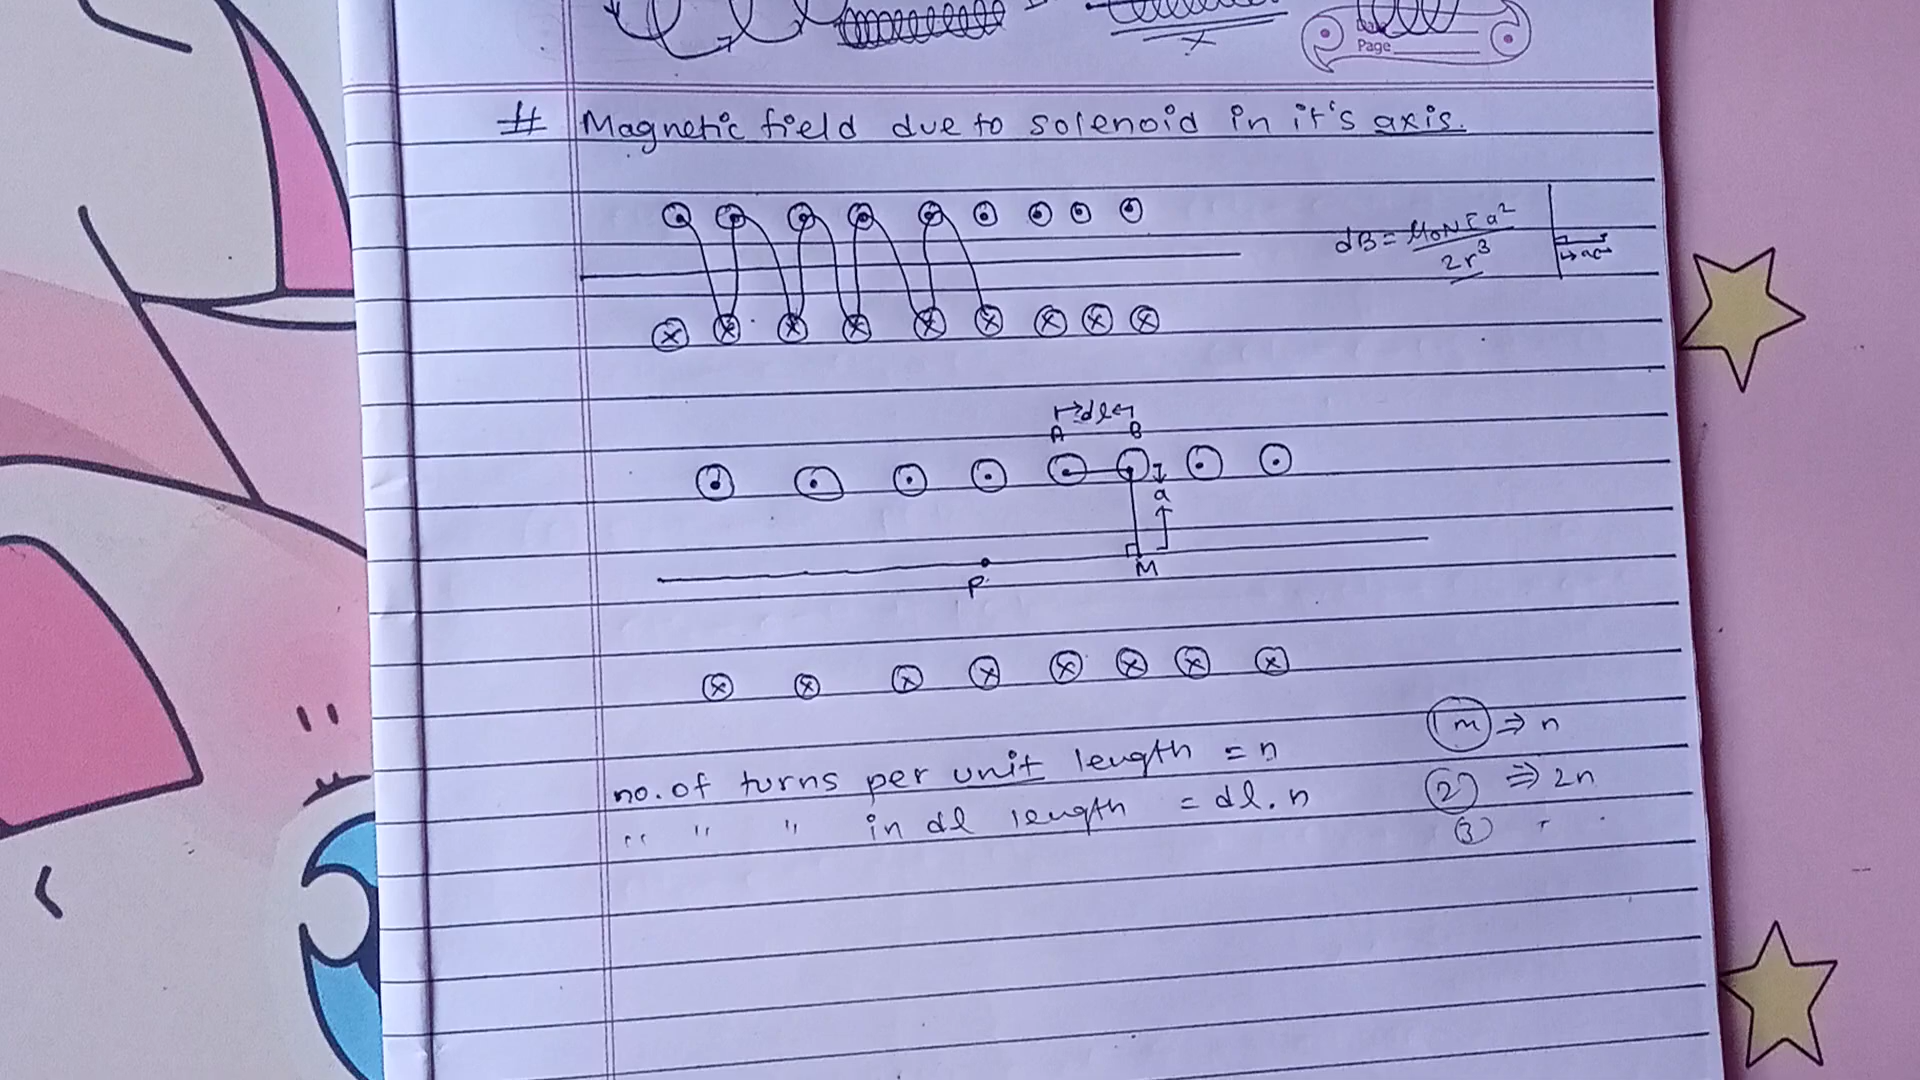 Page
# Magnetic field due to solenoid in it's axis.
dB = μ₀NIa² / 2r³
dl
A B
a
P M
no. of turns per unit length = n
" " " in dl length = dl.n
m ⇒ n
2 ⇒ 2n
3